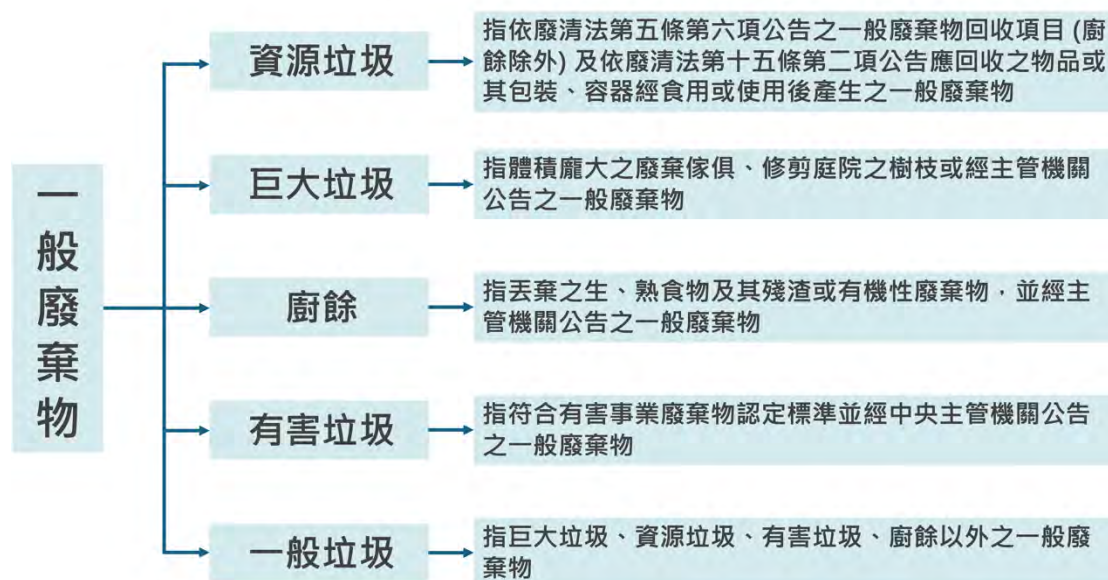 一般廢棄物
資源垃圾
指依廢清法第五條第六項公告之一般廢棄物回收項目 (廚
餘除外) 及依廢清法第十五條第二項公告應回收之物品或
其包裝、容器經食用或使用後產生之一般廢棄物
巨大垃圾
指體積龐大之廢棄傢俱、修剪庭院之樹枝或經主管機關
公告之一般廢棄物
廚餘
指丟棄之生、熟食物及其殘渣或有機性廢棄物，並經主
管機關公告之一般廢棄物
有害垃圾
指符合有害事業廢棄物認定標準並經中央主管機關公告
之一般廢棄物
一般垃圾
指巨大垃圾、資源垃圾、有害垃圾、廚餘以外之一般廢
棄物